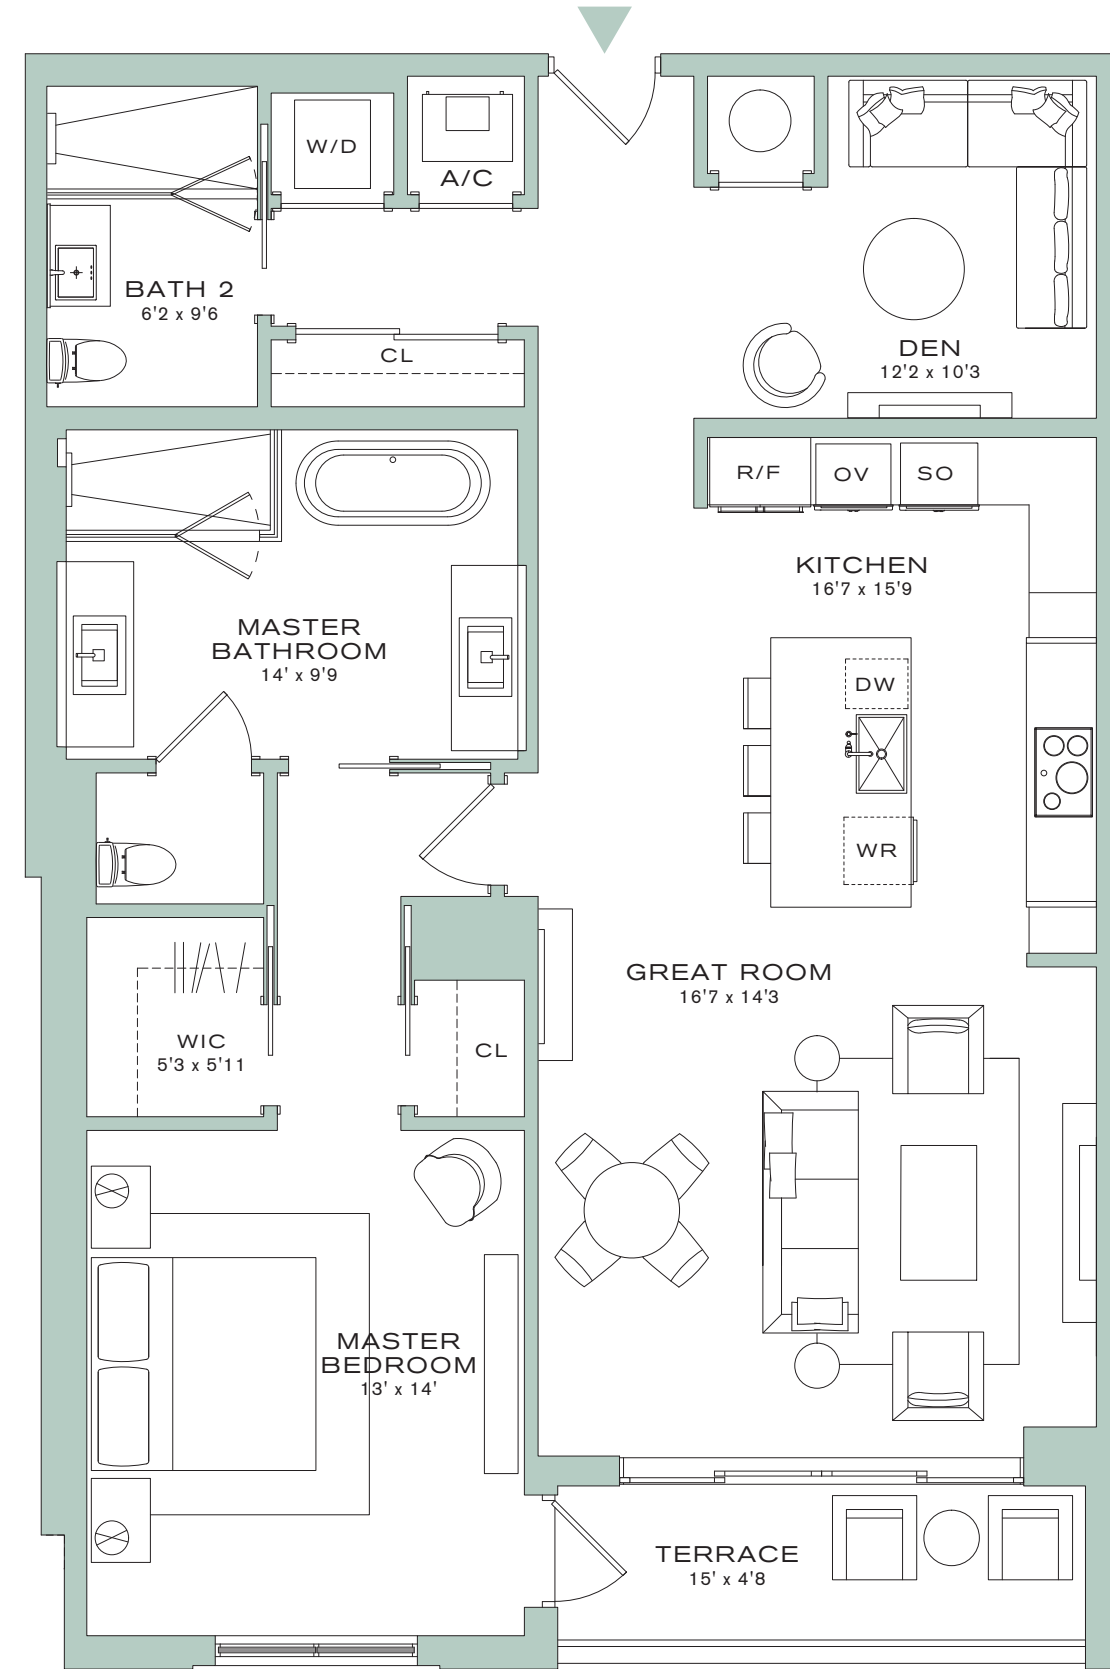 W/D
A/C
BATH 2
6'2 x 9'6
CL
DEN
12'2 x 10'3
R/F
OV
SO
KITCHEN
16'7 x 15'9
MASTER
BATHROOM
14' x 9'9
DW
WR
GREAT ROOM
16'7 x 14'3
WIC
5'3 x 5'11
CL
MASTER
BEDROOM
13' x 14'
TERRACE
15' x 4'8